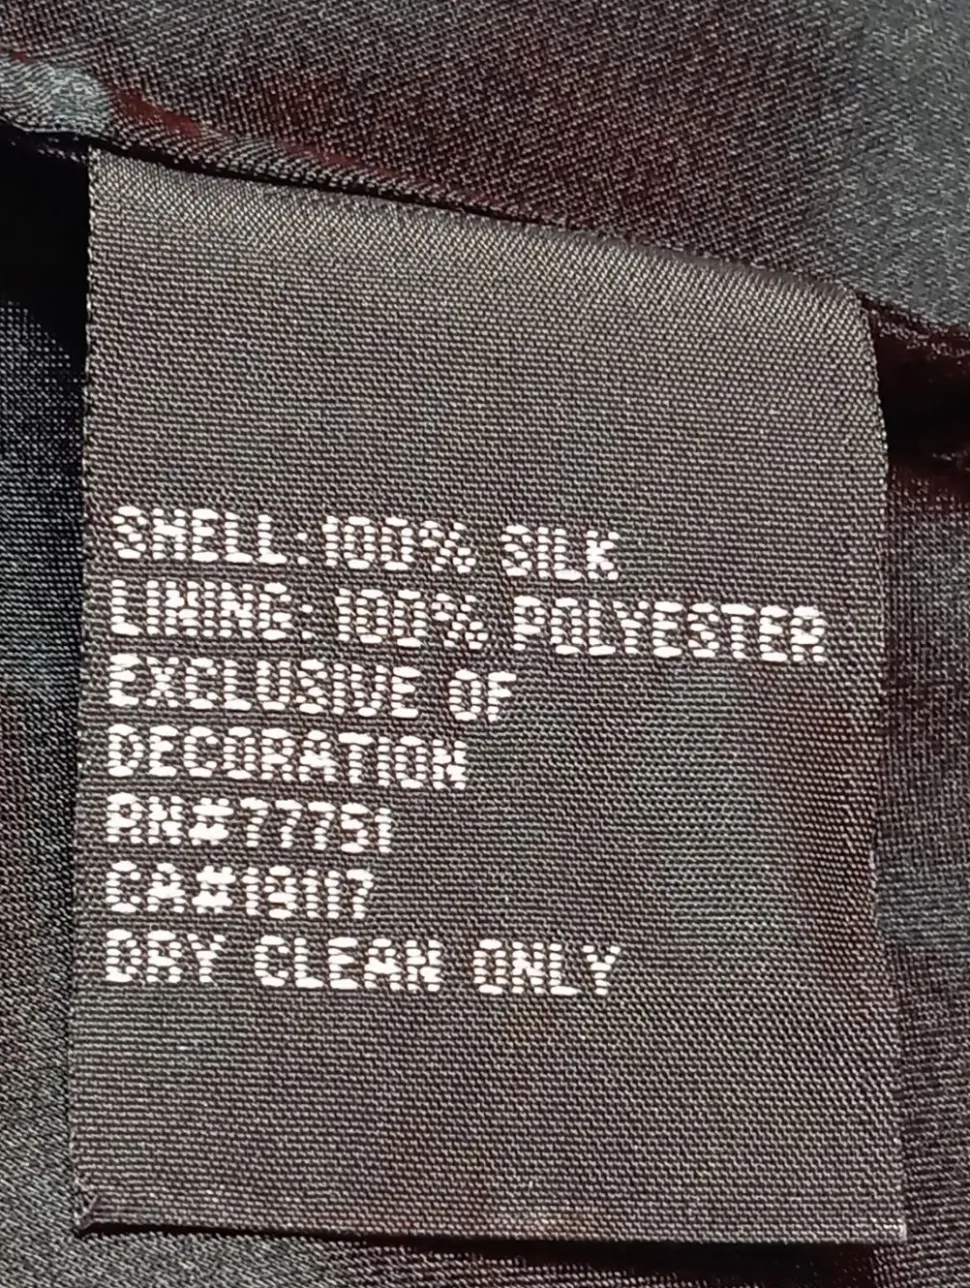 SHELL: 100% SILK
LINING: 100% POLYESTER
EXCLUSIVE OF
DECORATION
RN#77751
CA#19117
DRY CLEAN ONLY